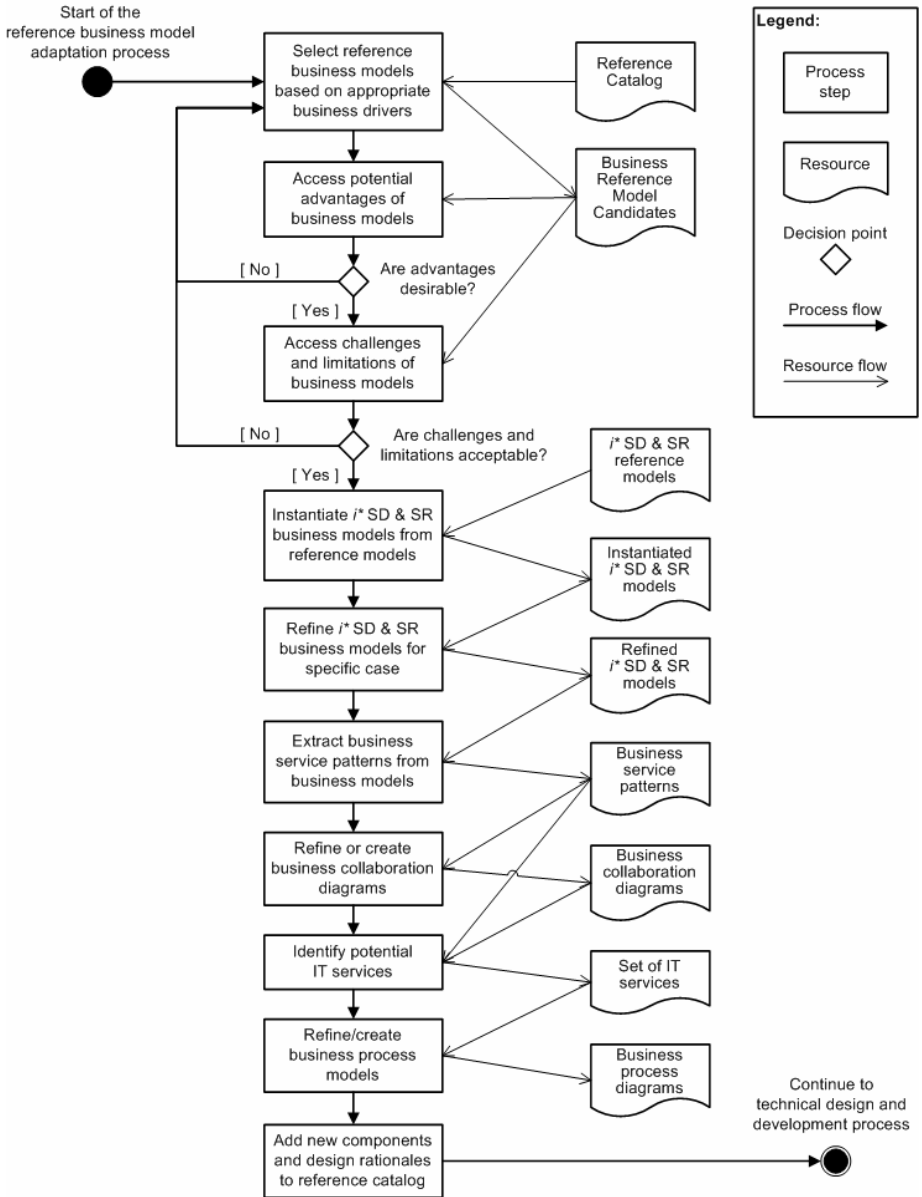 Start of the
reference business model
adaptation process
Select reference
business models
based on appropriate
business drivers
Reference
Catalog
Access potential
advantages of
business models
Business
Reference
Model
Candidates
[ No ]
Are advantages
desirable?
[ Yes ]
Access challenges
and limitations of
business models
[ No ]
Are challenges and
limitations acceptable?
[ Yes ]
i* SD & SR
reference
models
Instantiate i* SD & SR
business models from
reference models
Instantiated
i* SD & SR
models
Refine i* SD & SR
business models for
specific case
Refined
i* SD & SR
models
Extract business
service patterns from
business models
Business
service
patterns
Refine or create
business collaboration
diagrams
Business
collaboration
diagrams
Identify potential
IT services
Set of IT
services
Refine/create
business process
models
Business
process
diagrams
Add new components
and design rationales
to reference catalog
Continue to
technical design and
development process
Legend:
Process
step
Resource
Decision point
Process flow
Resource flow